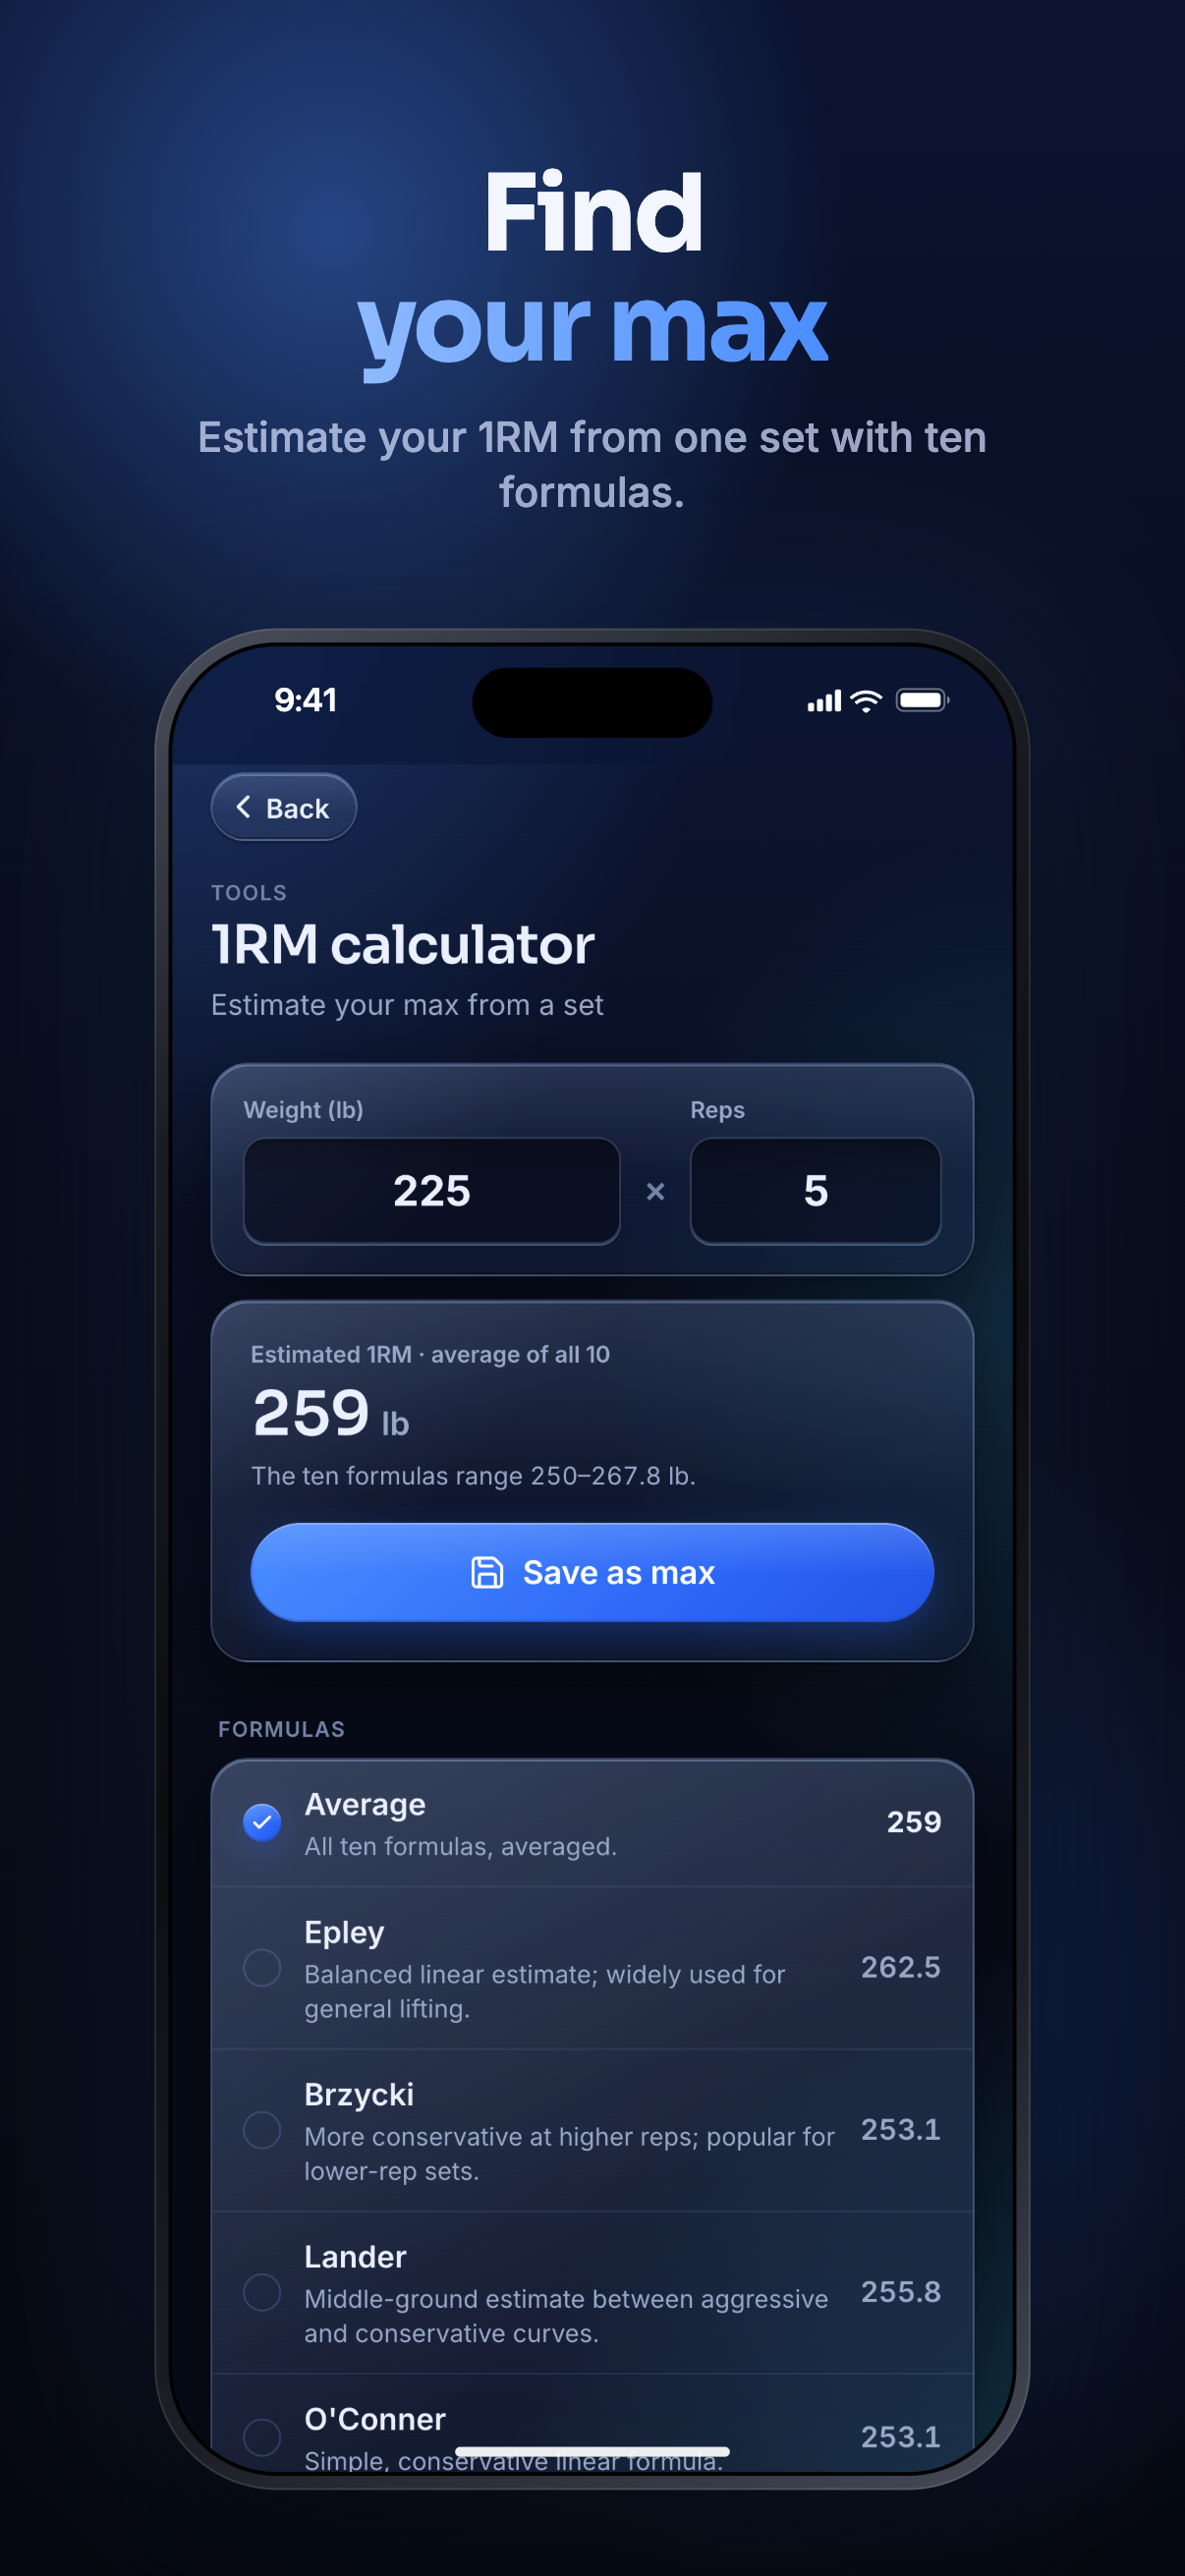 Find
your max
Estimate your 1RM from one set with ten
formulas.
9:41
Back
TOOLS
1RM calculator
Estimate your max from a set
Weight (lb)
Reps
225
×
5
Estimated 1RM · average of all 10
259 lb
The ten formulas range 250–267.8 lb.
Save as max
FORMULAS
Average
259
All ten formulas, averaged.
Epley
Balanced linear estimate; widely used for
262.5
general lifting.
Brzycki
More conservative at higher reps; popular for
253.1
lower-rep sets.
Lander
Middle-ground estimate between aggressive
255.8
and conservative curves.
O'Conner
253.1
Simple, conservative linear formula.